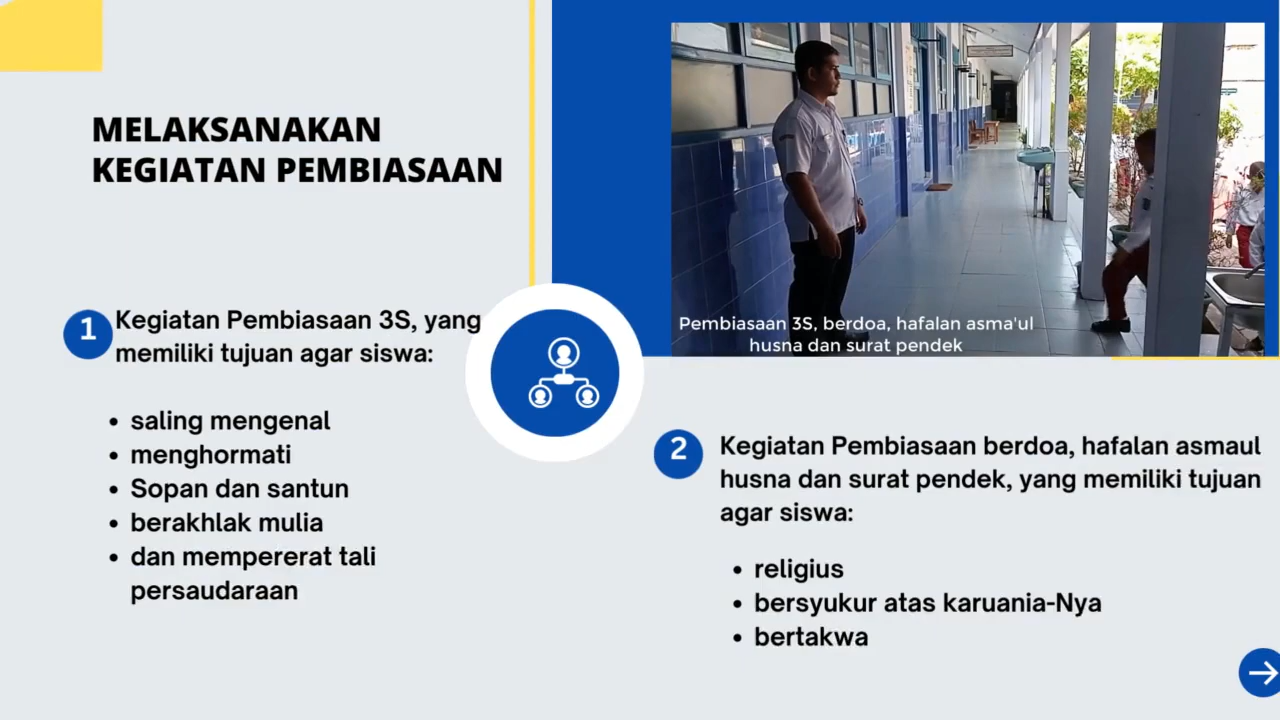 MELAKSANAKAN
KEGIATAN PEMBIASAAN
1
Kegiatan Pembiasaan 3S, yang
memiliki tujuan agar siswa:
• saling mengenal
• menghormati
• Sopan dan santun
• berakhlak mulia
• dan mempererat tali
persaudaraan
Pembiasaan 3S, berdoa, hafalan asma'ul
husna dan surat pendek
2
Kegiatan Pembiasaan berdoa, hafalan asmaul
husna dan surat pendek, yang memiliki tujuan
agar siswa:
• religius
• bersyukur atas karuania-Nya
• bertakwa